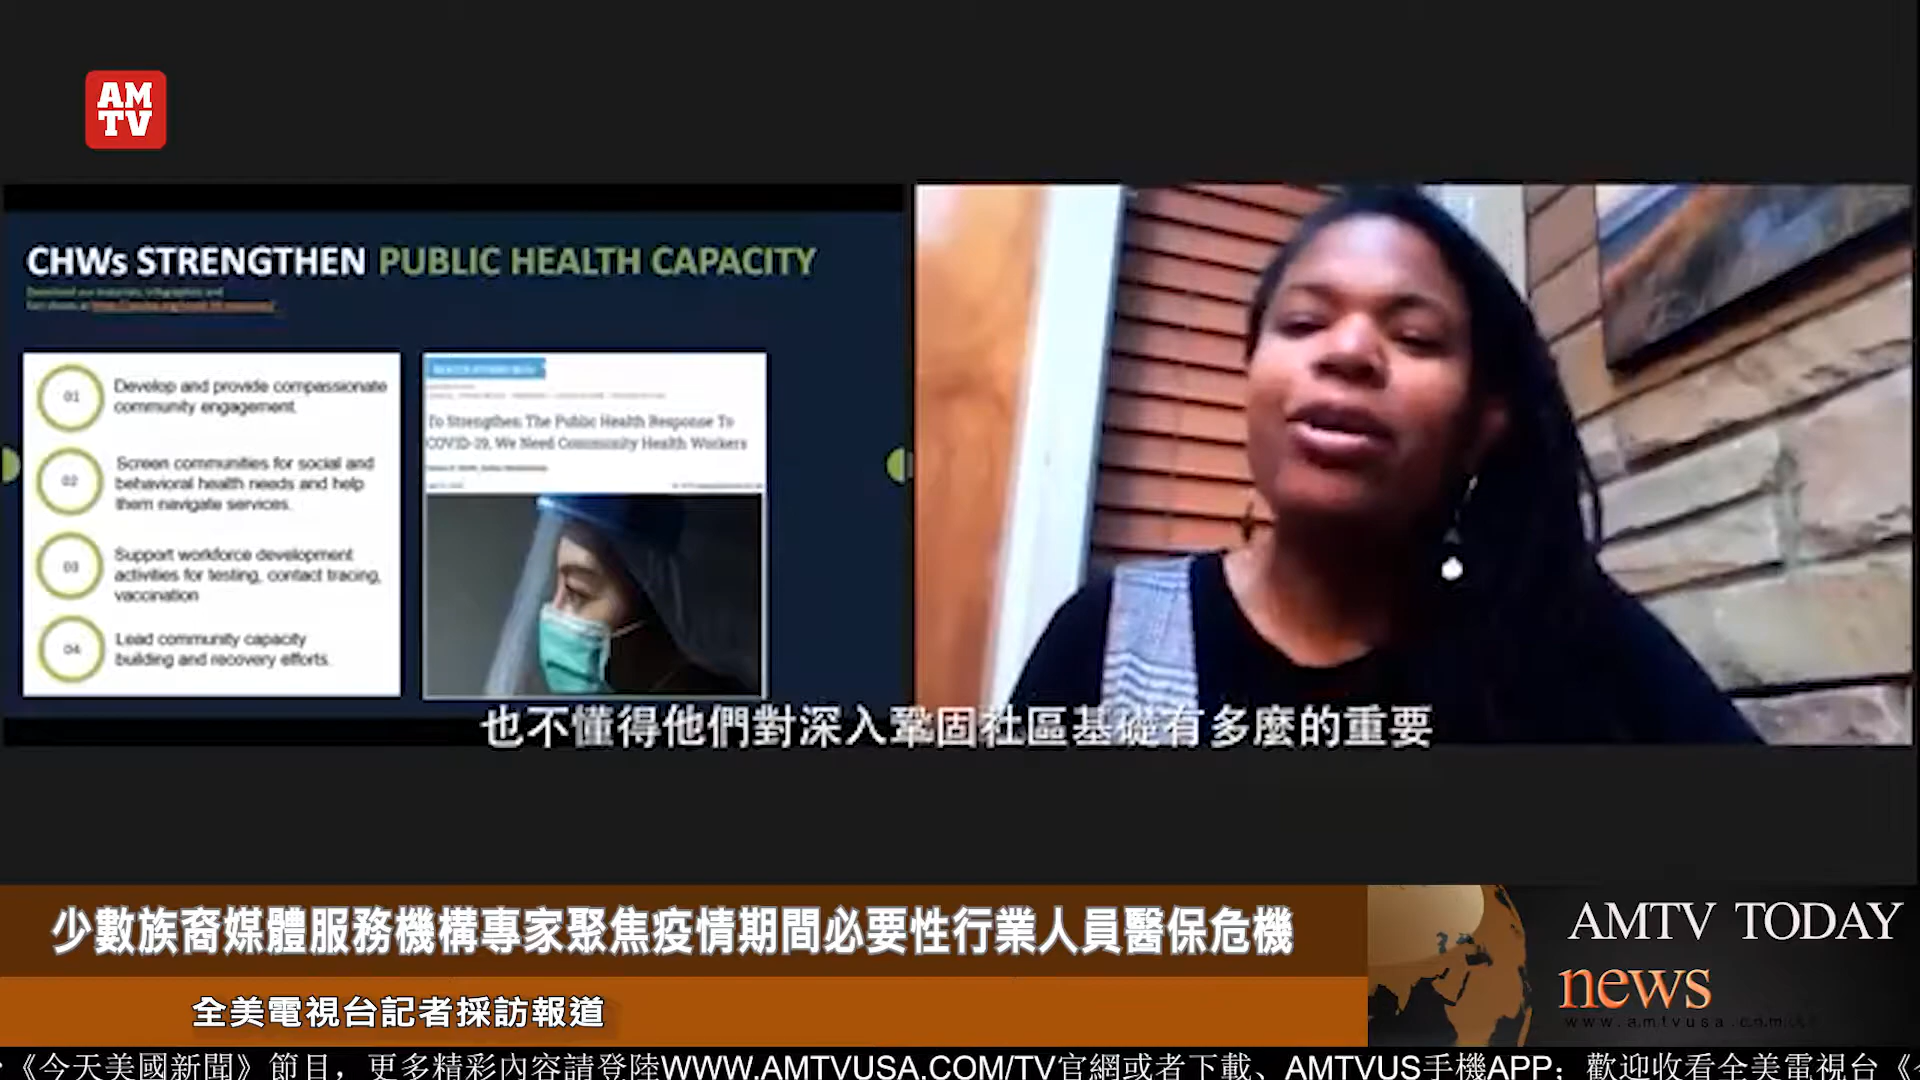 AM
TV
CHWs STRENGTHEN PUBLIC HEALTH CAPACITY
01
Develop and provide compassionate
community engagement
02
Screen communities for social and
behavioral health needs and help
them navigate services.
03
Support workforce development
activities for testing, contact tracing,
vaccination
04
Lead community capacity
building and recovery efforts.
To Strengthen The Public Health Response To
COVID-19, We Need Community Health Workers
也不懂得他們對深入鞏固社區基礎有多麼的重要
少數族裔媒體服務機構專家聚焦疫情期間必要性行業人員醫保危機
全美電視台記者採訪報道
AMTV TODAY
news
www.amtvusa.com
《今天美國新聞》節目，更多精彩內容請登陸WWW.AMTVUSA.COM/TV官網或者下載、AMTVUS手機APP；歡迎收看全美電視台《